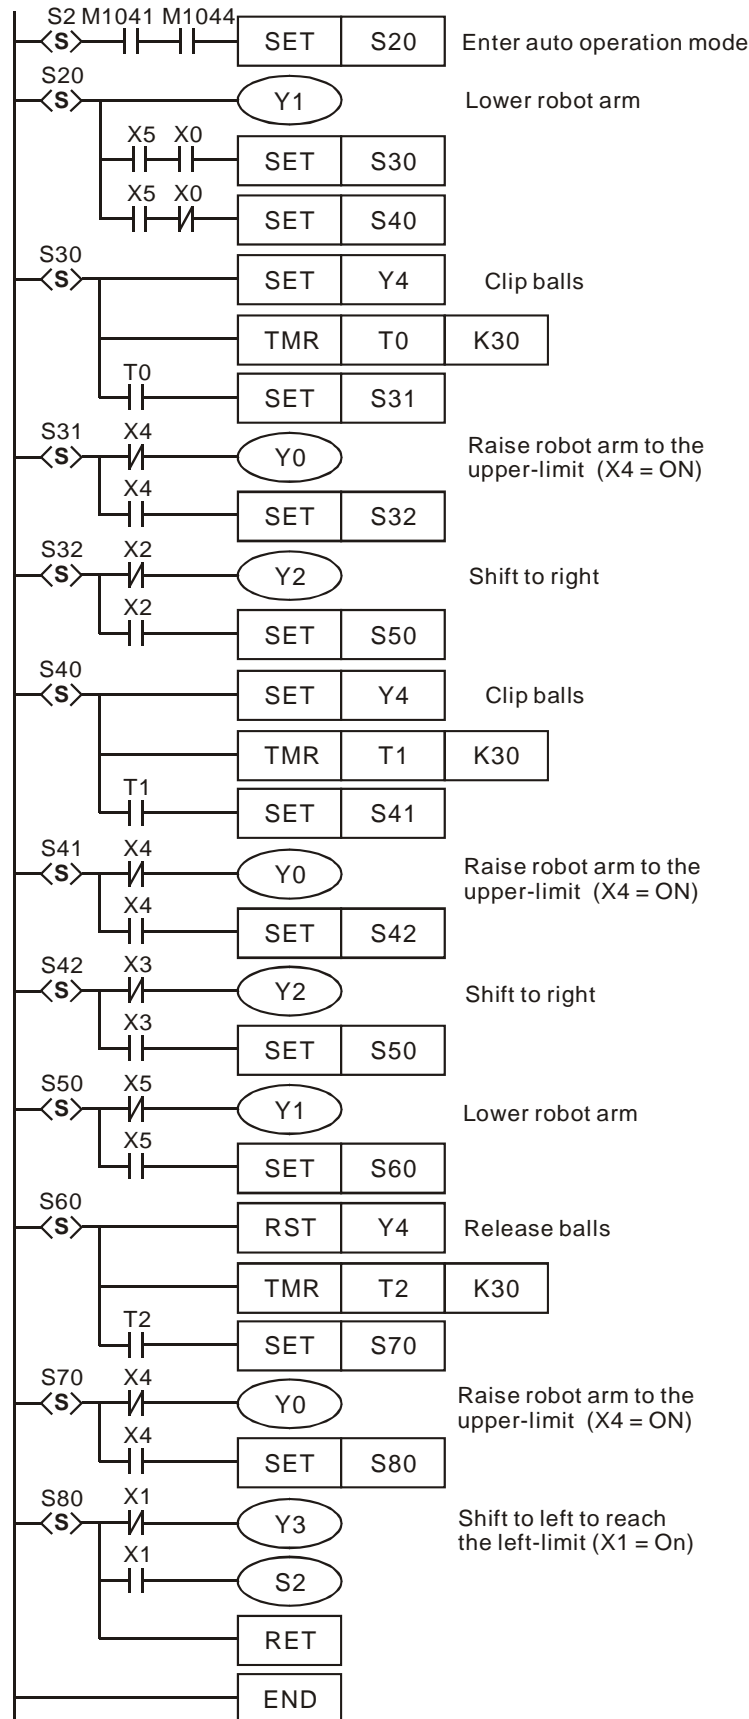 S2 M1041 M1044
S SET S20 Enter auto operation mode
S20
S Y1 Lower robot arm
X5 X0
SET S30
X5 X0
SET S40
S30
S SET Y4 Clip balls
TMR T0 K30
T0
SET S31
S31 X4
S Y0 Raise robot arm to the
upper-limit (X4 = ON)
X4
SET S32
S32 X2
S Y2 Shift to right
X2
SET S50
S40
S SET Y4 Clip balls
TMR T1 K30
T1
SET S41
S41 X4
S Y0 Raise robot arm to the
upper-limit (X4 = ON)
X4
SET S42
S42 X3
S Y2 Shift to right
X3
SET S50
S50 X5
S Y1 Lower robot arm
X5
SET S60
S60
S RST Y4 Release balls
TMR T2 K30
T2
SET S70
S70 X4
S Y0 Raise robot arm to the
upper-limit (X4 = ON)
X4
SET S80
S80 X1
S Y3 Shift to left to reach
the left-limit (X1 = On)
X1
S2
RET
END